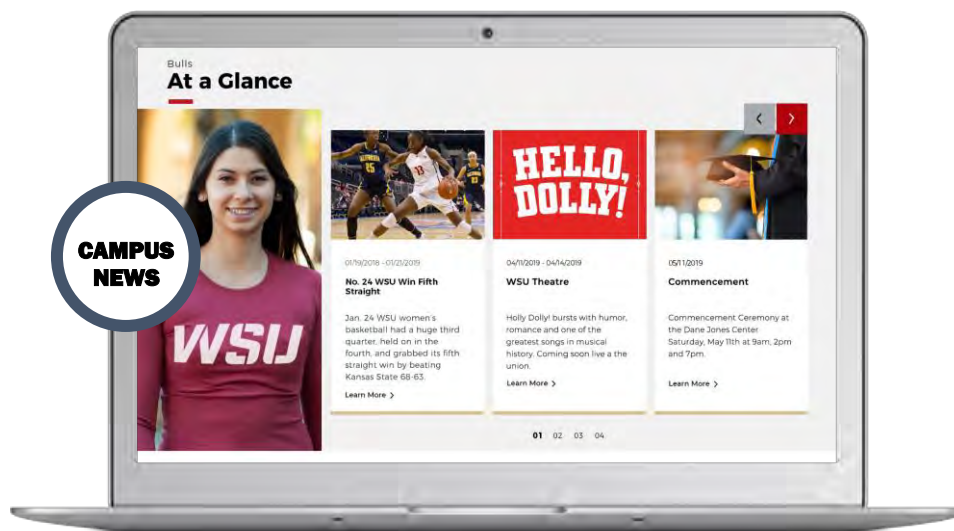 Bulls
At a Glance
CAMPUS
NEWS
WSU
HELLO,
DOLLY!
01/19/2018 - 01/21/2019
No. 24 WSU Win Fifth
Straight
Jan. 24 WSU women's
basketball had a huge third
quarter, held on in the
fourth, and grabbed its fifth
straight win by beating
Kansas State 68-63.
Learn More >
04/11/2019 - 04/14/2019
WSU Theatre
Holly Dolly! bursts with humor,
romance and one of the
greatest songs in musical
history. Coming soon live a the
union.
Learn More >
05/11/2019
Commencement
Commencement Ceremony at
the Dane Jones Center
Saturday, May 11th at 9am, 2pm
and 7pm.
Learn More >
01 02 03 04